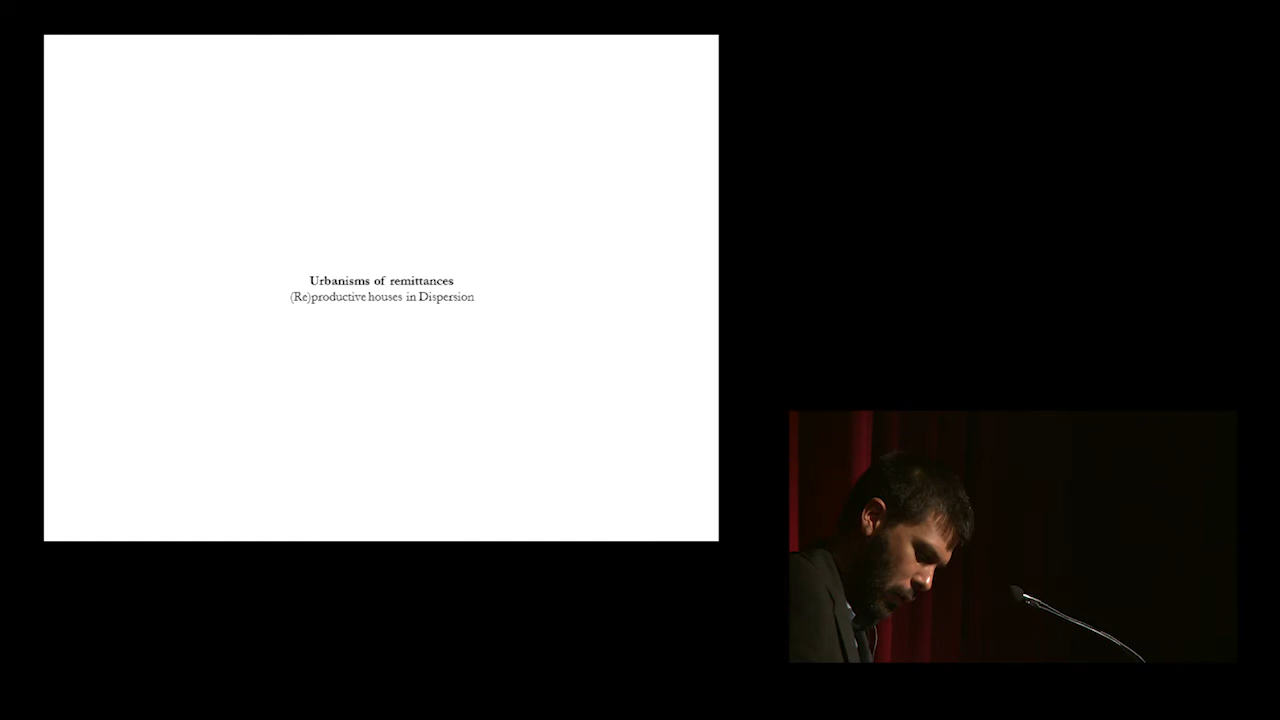 Urbanisms of remittances
(Re)productive houses in Dispersion